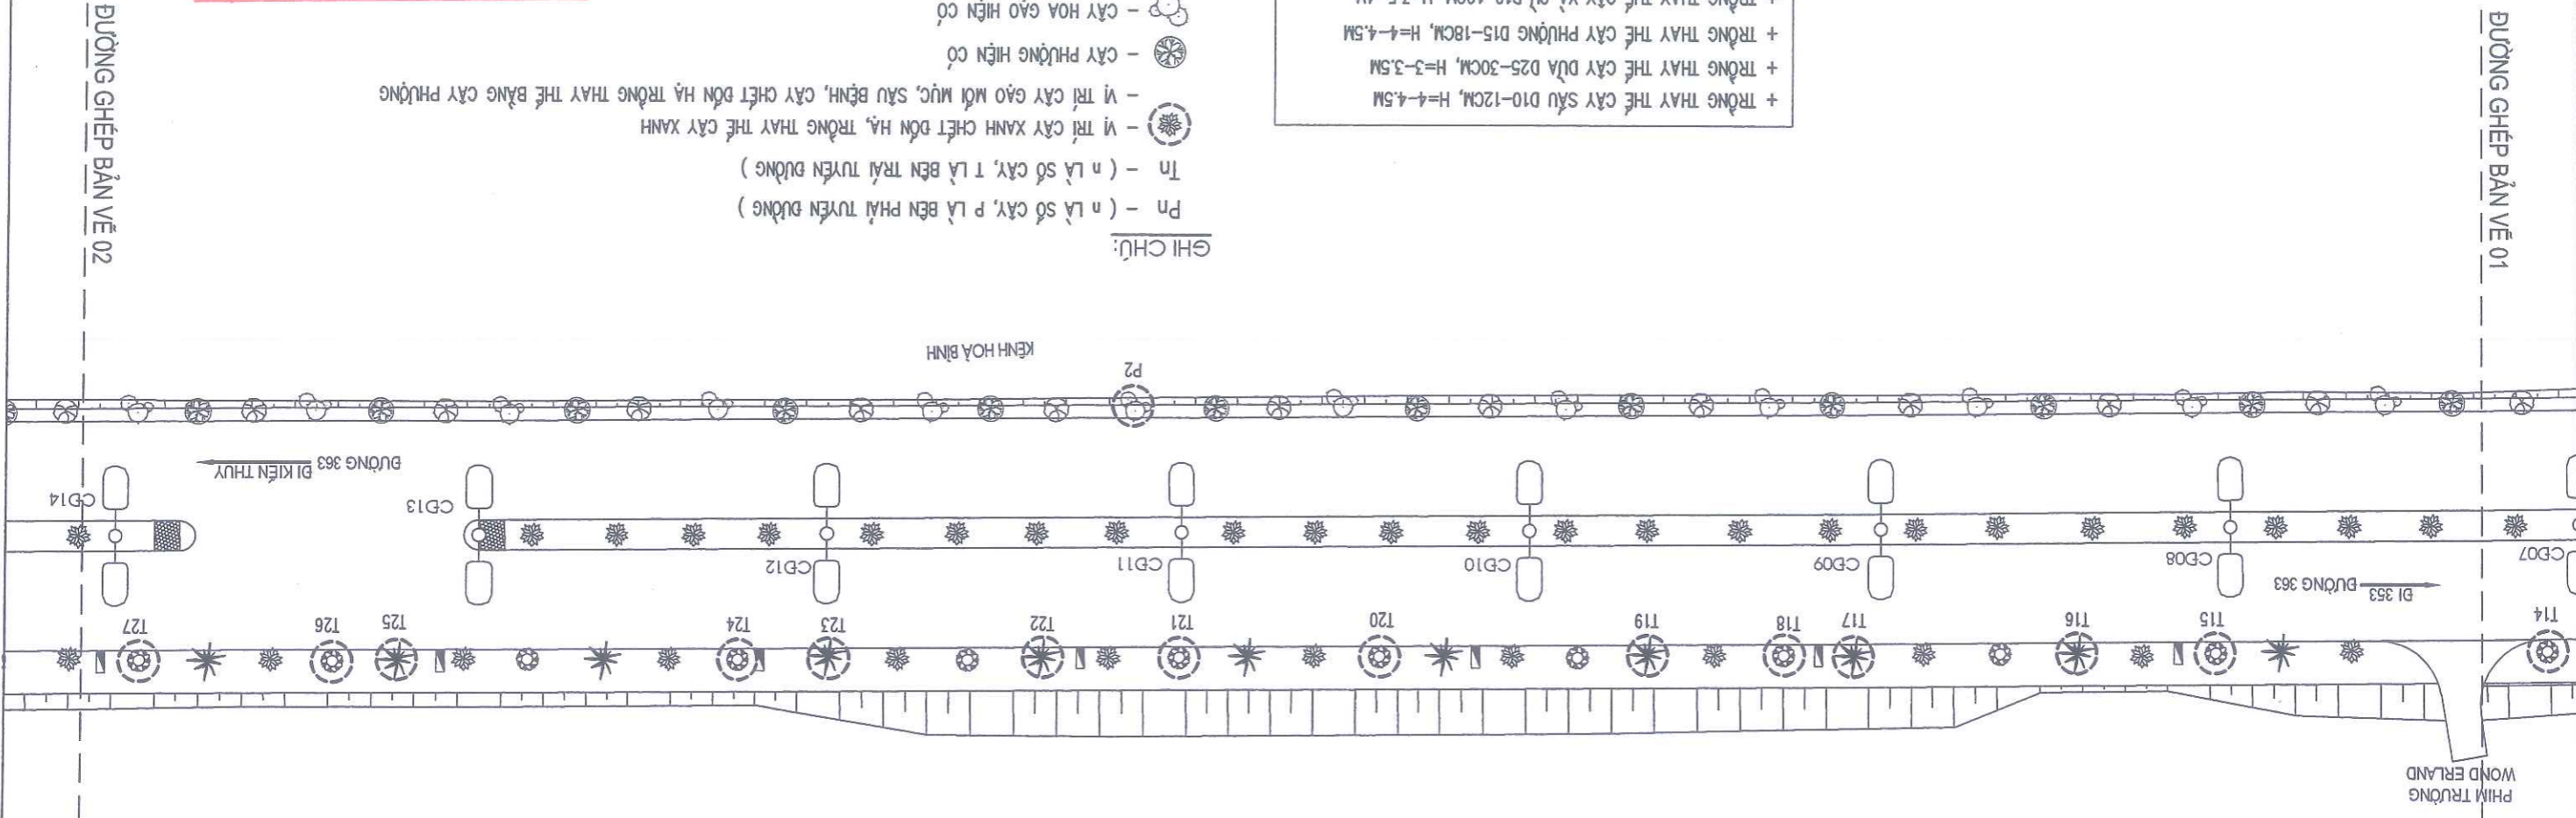 PHIM TRƯỜNG
WOND ERLAND
T14
T15
T16
T17
T18
T19
T20
T21
T22
T23
T24
T25
T26
T27
ĐI 353
ĐƯỜNG 363
CĐ07
CĐ08
CĐ09
CĐ10
CĐ11
CĐ12
CĐ13
CĐ14
ĐƯỜNG 363
ĐI KIẾN THUỴ
P2
KÊNH HOÀ BÌNH
ĐƯỜNG GHÉP BẢN VẼ 01
ĐƯỜNG GHÉP BẢN VẼ 02
GHI CHÚ:
Pn - ( n LÀ SỐ CÂY, P LÀ BÊN PHẢI TUYẾN ĐƯỜNG )
Tn - ( n LÀ SỐ CÂY, T LÀ BÊN TRÁI TUYẾN ĐƯỜNG )
- VỊ TRÍ CÂY XANH CHẾT ĐỐN HẠ, TRỒNG THAY THẾ CÂY XANH
- VỊ TRÍ CÂY GẠO MỐI MỤC, SÂU BỆNH, CÂY CHẾT ĐỐN HẠ TRỒNG THAY THẾ BẰNG CÂY PHƯỢNG
- CÂY PHƯỢNG HIỆN CÓ
- CÂY HOA GẠO HIỆN CÓ
+ TRỒNG THAY THẾ CÂY SẤU D10-12CM, H=4-4.5M
+ TRỒNG THAY THẾ CÂY DỪA D25-30CM, H=3-3.5M
+ TRỒNG THAY THẾ CÂY PHƯỢNG D15-18CM, H=4-4.5M
+ TRỒNG THAY THẾ CÂY